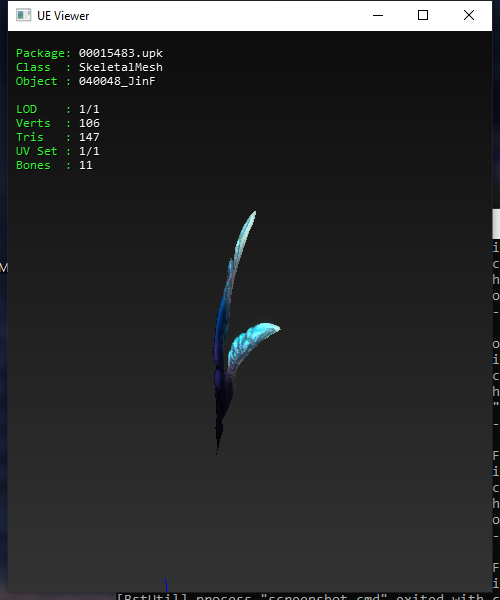 UE Viewer
Package: 00015483.upk
Class  : SkeletalMesh
Object : 040048_JinF
LOD    : 1/1
Verts  : 106
Tris   : 147
UV Set : 1/1
Bones  : 11
M
i
c
h
o
-
o
i
c
h
"
-
F
i
c
h
o
-
F
i
[BstUtil] process "screenshot.cmd" exited with c